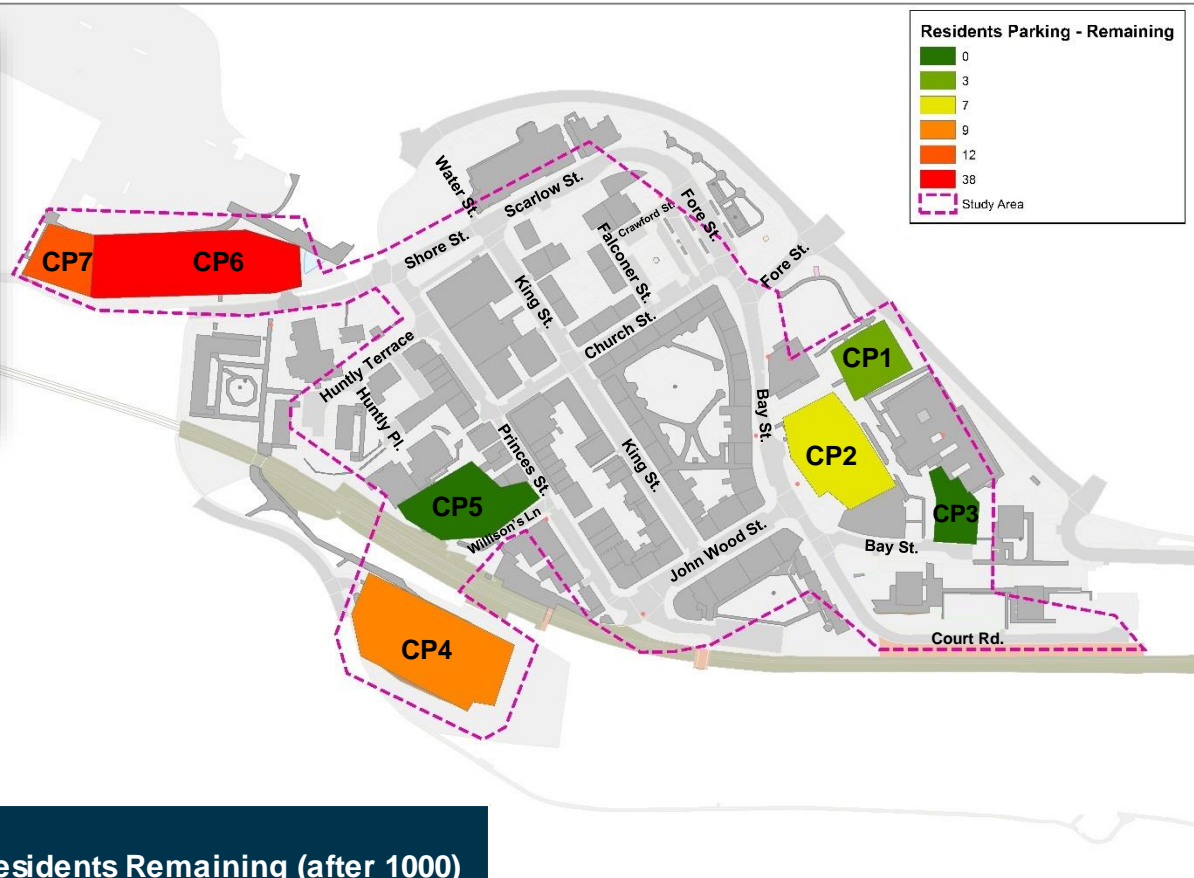 Residents Parking - Remaining
0
3
7
9
12
38
Study Area
Water St.
Scarlow St.
Fore St.
Crawford St.
Falconer St.
Shore St.
Fore St.
CP7
CP6
King St.
Church St.
Huntly Terrace
CP1
Huntly Pl.
Bay St.
Princes St.
King St.
CP2
CP5
CP3
Willison's Ln
John Wood St.
Bay St.
CP4
Court Rd.
esidents Remaining (after 1000)